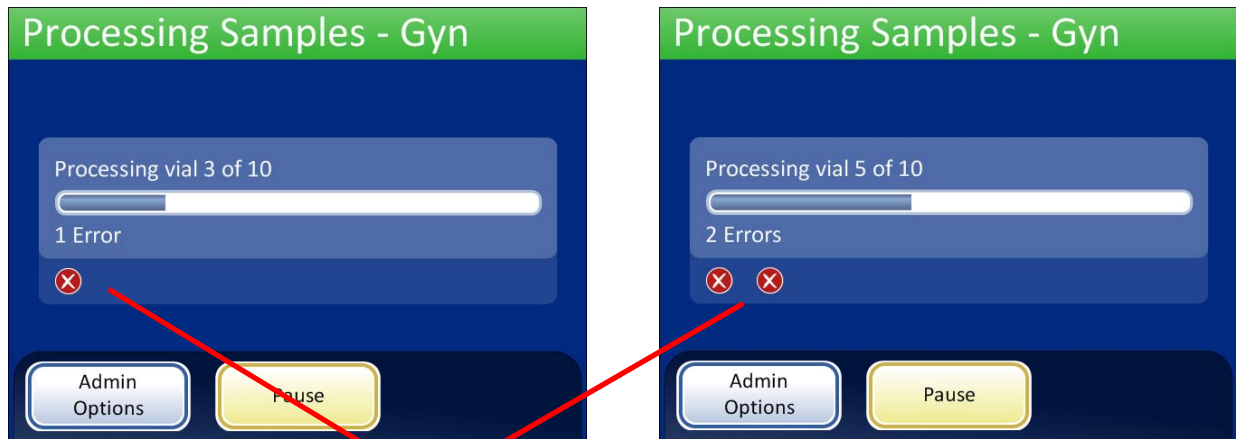 Processing Samples - Gyn
Processing vial 3 of 10
1 Error
Admin
Options
Pause
Processing Samples - Gyn
Processing vial 5 of 10
2 Errors
Admin
Options
Pause